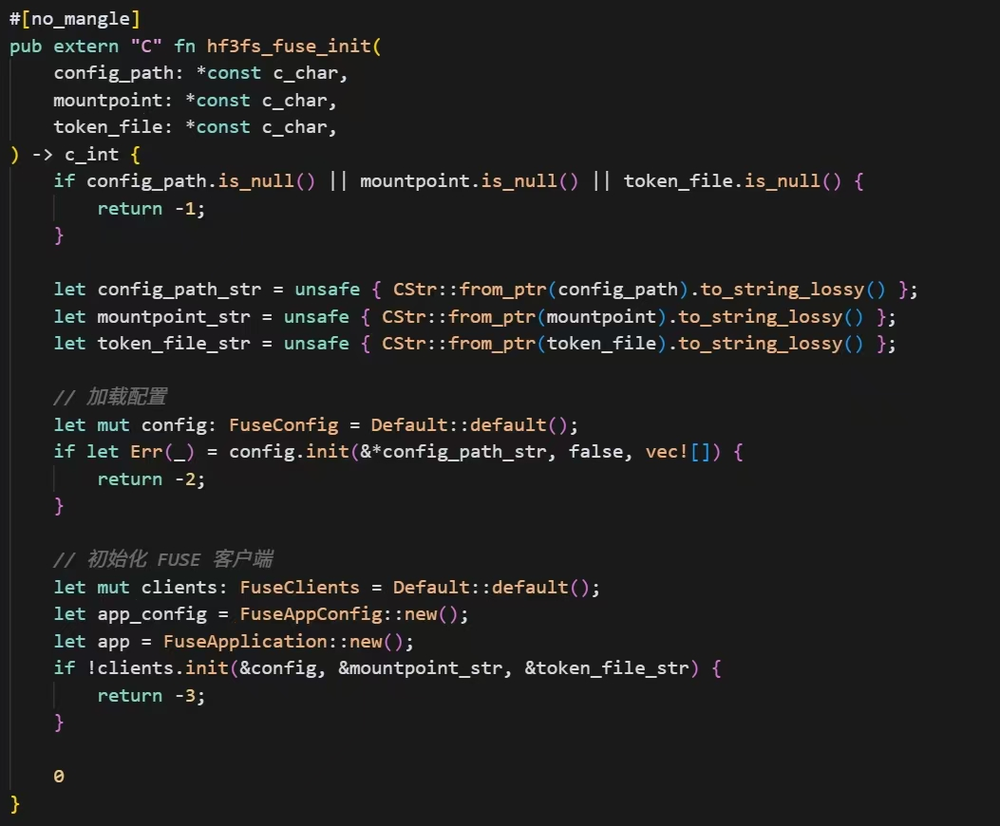 #[no_mangle]
pub extern "C" fn hf3fs_fuse_init(
    config_path: *const c_char,
    mountpoint: *const c_char,
    token_file: *const c_char,
) -> c_int {
    if config_path.is_null() || mountpoint.is_null() || token_file.is_null() {
        return -1;
    }

    let config_path_str = unsafe { CStr::from_ptr(config_path).to_string_lossy() };
    let mountpoint_str = unsafe { CStr::from_ptr(mountpoint).to_string_lossy() };
    let token_file_str = unsafe { CStr::from_ptr(token_file).to_string_lossy() };

    // 加载配置
    let mut config: FuseConfig = Default::default();
    if let Err(_) = config.init(&*config_path_str, false, vec![]) {
        return -2;
    }

    // 初始化 FUSE 客户端
    let mut clients: FuseClients = Default::default();
    let app_config = FuseAppConfig::new();
    let app = FuseApplication::new();
    if !clients.init(&config, &mountpoint_str, &token_file_str) {
        return -3;
    }

    0
}